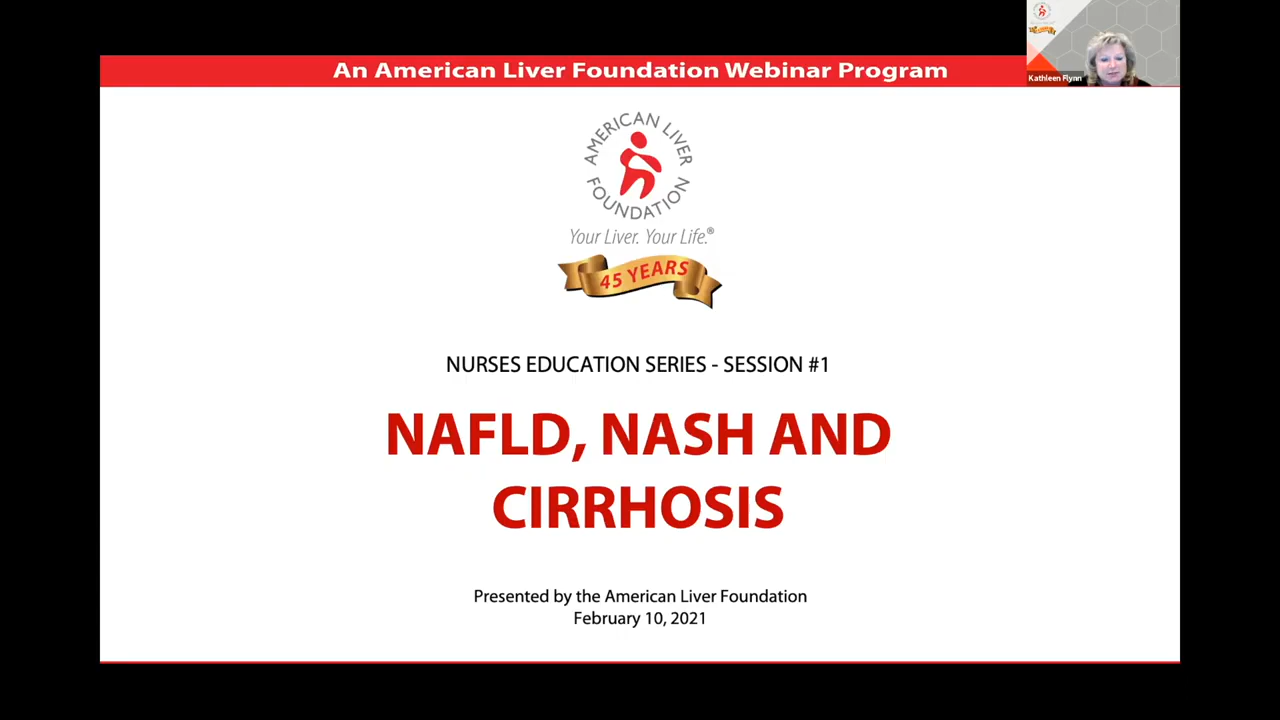 An American Liver Foundation Webinar Program
Kathleen Flynn
AMERICAN LIVER
FOUNDATION
Your Liver. Your Life.®
45 YEARS
NURSES EDUCATION SERIES - SESSION #1
NAFLD, NASH AND
CIRRHOSIS
Presented by the American Liver Foundation
February 10, 2021